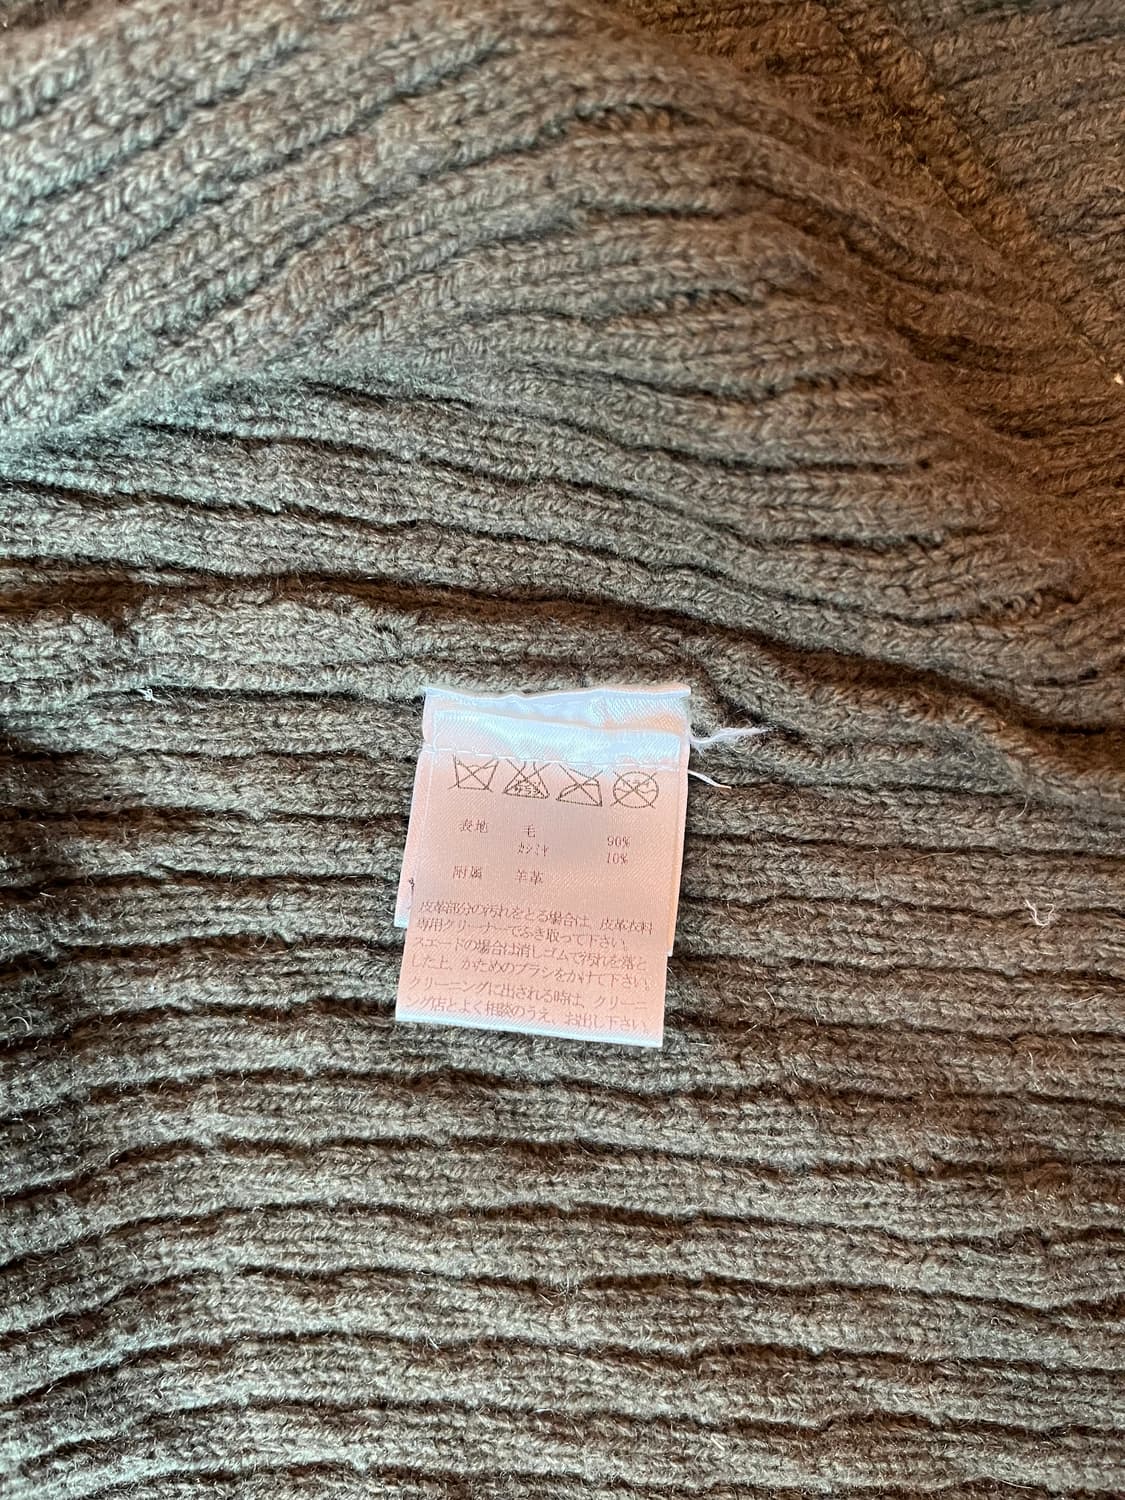 エンソサラシ
表地 毛 90%
カシミヤ 10%
附属 羊革
皮革部分の汚れをとる場合は、皮革衣料
専用クリーナーでふき取って下さい。
スエードの場合は消しゴムで汚れを落と
した上、かためのブラシをかけて下さい。
クリーニングに出される時は、クリーニ
ング店とよく相談のうえ、お出し下さい。